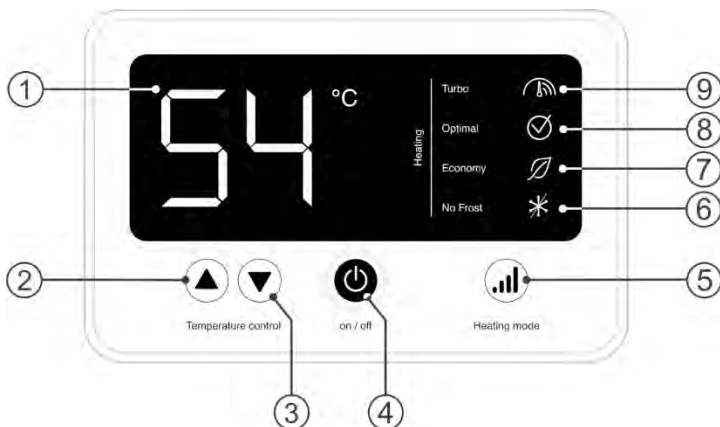 1
54 °C
Heating
Turbo
9
Optimal
8
Economy
7
No Frost
6
2
Temperature control
on / off
Heating mode
5
3
4